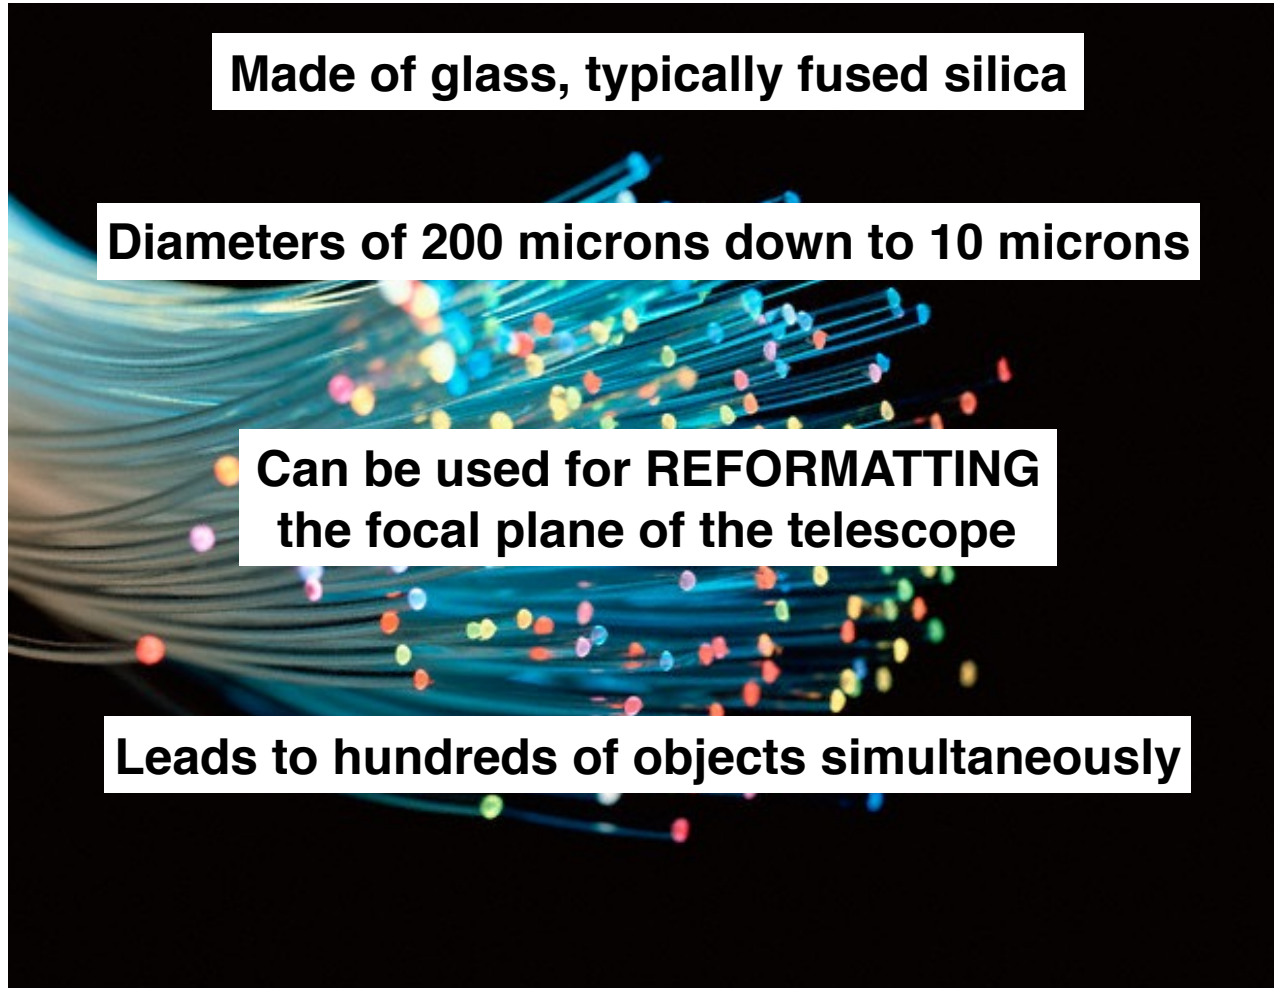 Made of glass, typically fused silica
Diameters of 200 microns down to 10 microns
Can be used for REFORMATTING
the focal plane of the telescope
Leads to hundreds of objects simultaneously